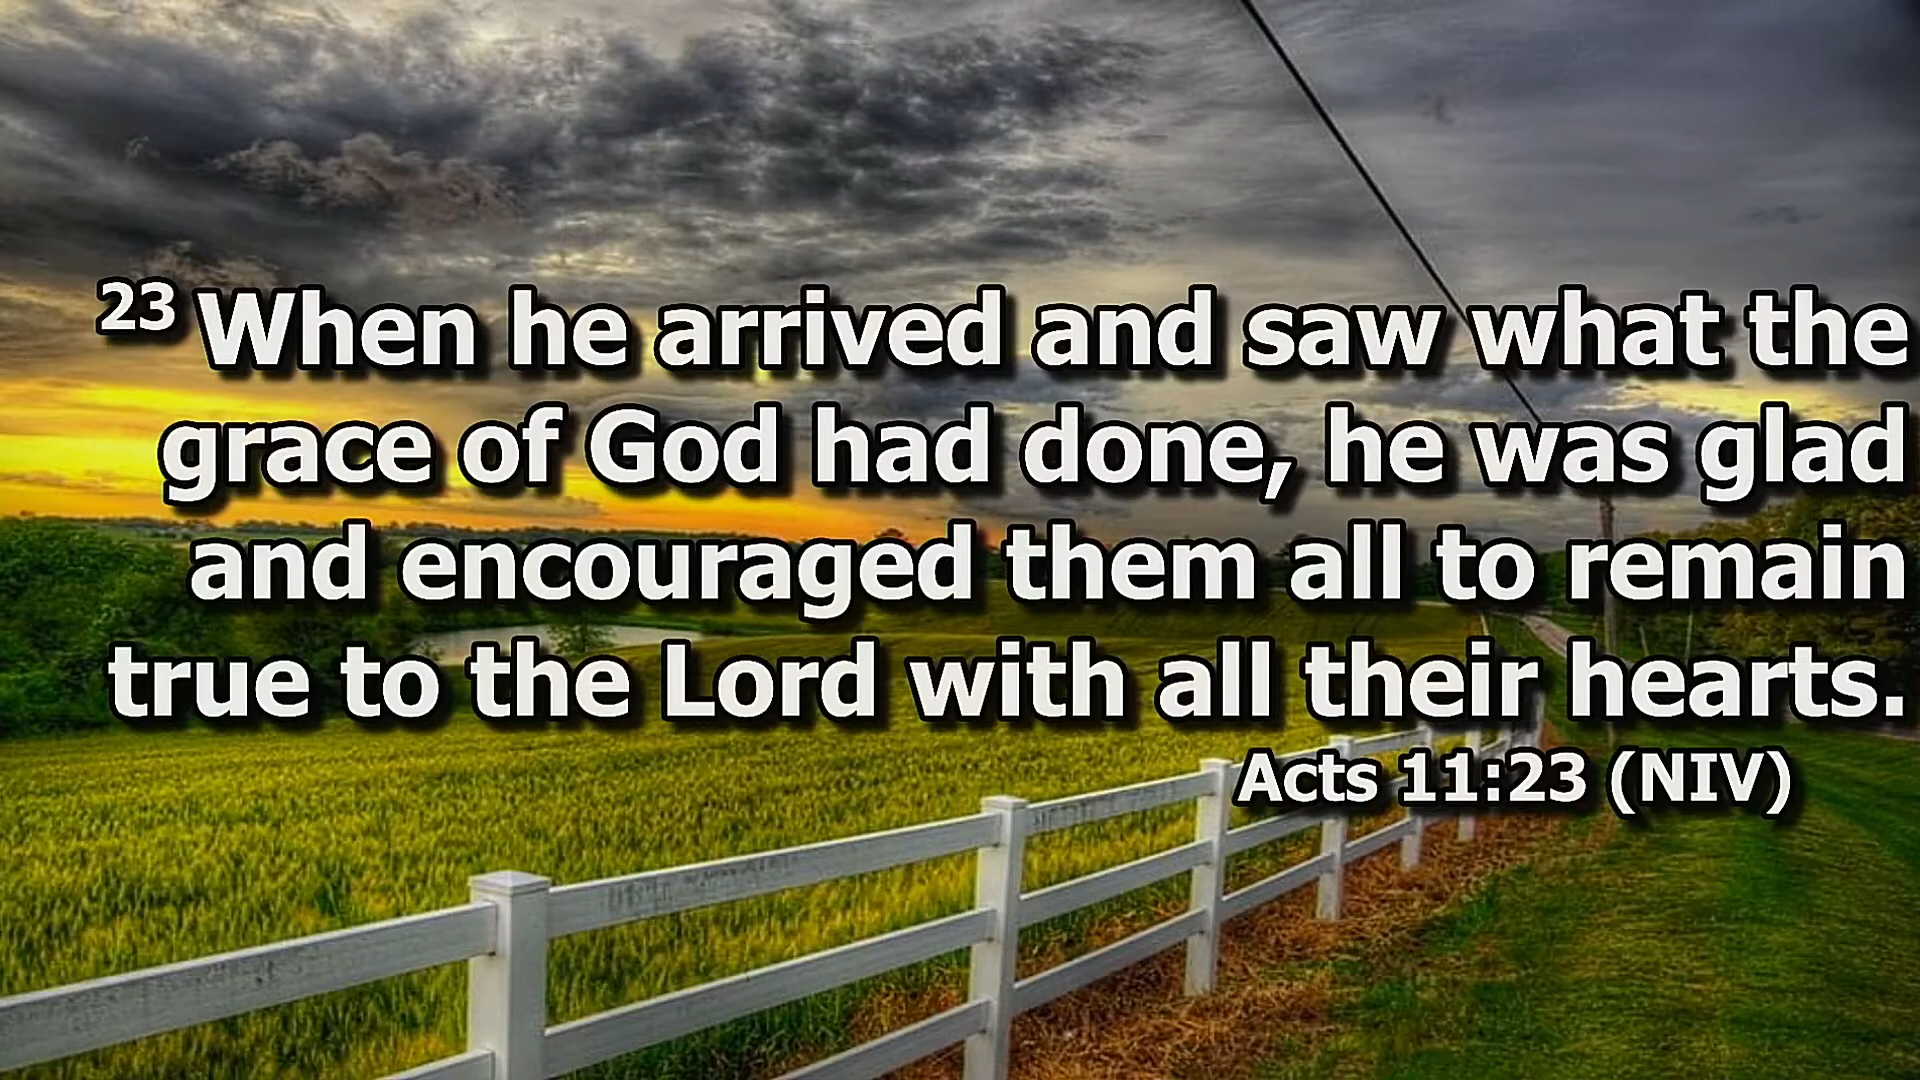 23 When he arrived and saw what the
grace of God had done, he was glad
and encouraged them all to remain
true to the Lord with all their hearts.
Acts 11:23 (NIV)